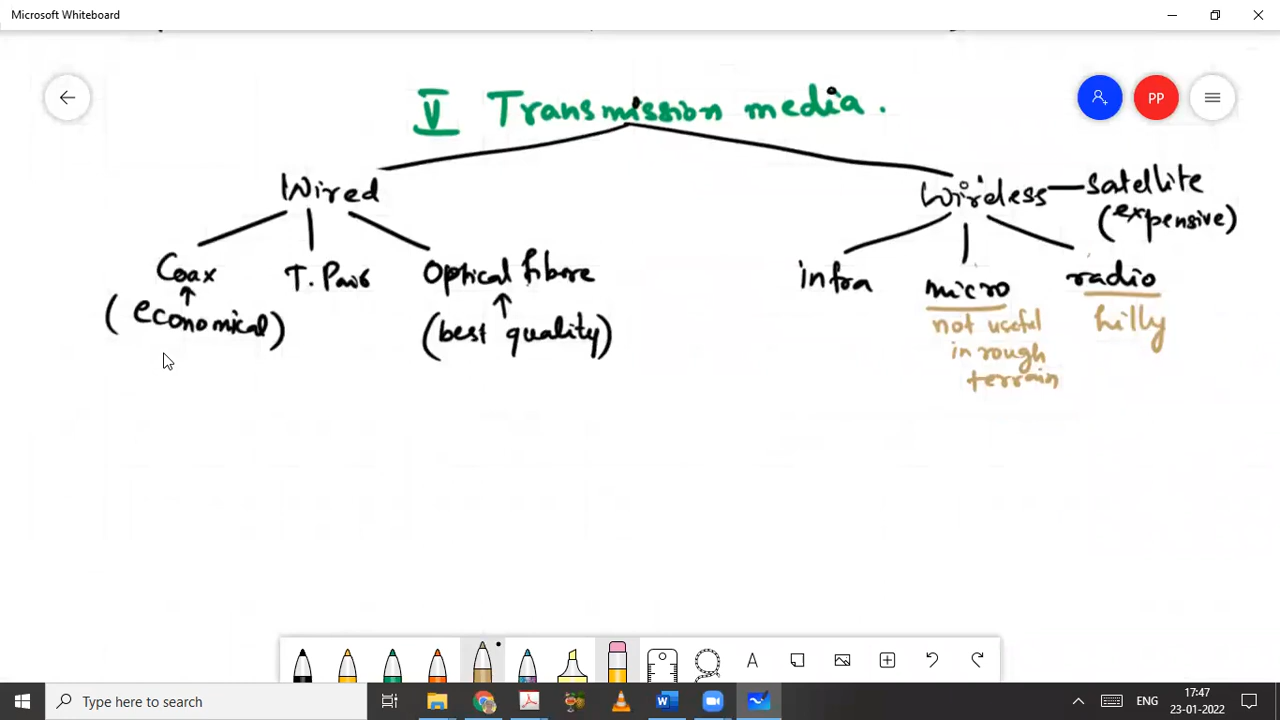 Microsoft Whiteboard
V Transmission media.
PP
Wired
Wireless
satellite
(expensive)
Coax
T. Pair
Optical fibre
infra
micro
radio
(economical)
(best quality)
not useful
in rough
terrain
hilly
A
W
Type here to search
ENG
17:47
23-01-2022